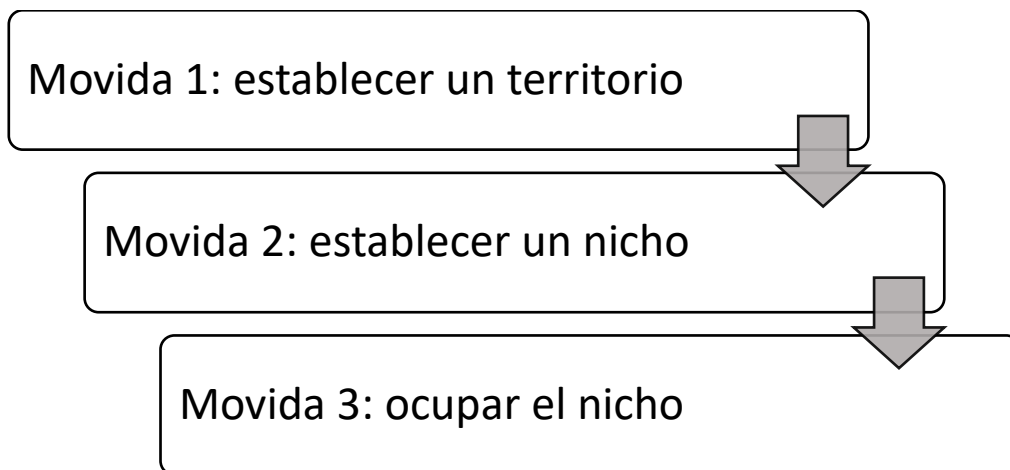 Movida 1: establecer un territorio
Movida 2: establecer un nicho
Movida 3: ocupar el nicho